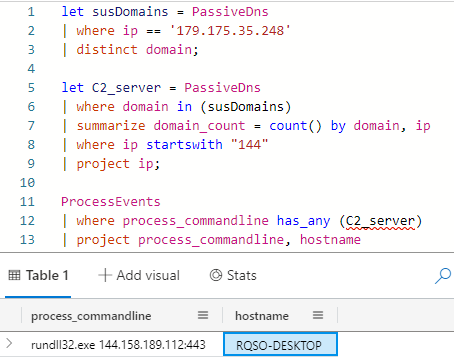 1 let susDomains = PassiveDns
2 | where ip == '179.175.35.248'
3 | distinct domain;
4
5 let C2_server = PassiveDns
6 | where domain in (susDomains)
7 | summarize domain_count = count() by domain, ip
8 | where ip startswith "144"
9 | project ip;
10
11 ProcessEvents
12 | where process_commandline has_any (C2_server)
13 | project process_commandline, hostname
Table 1 + Add visual Stats
process_commandline hostname
rundll32.exe 144.158.189.112:443 RQSO-DESKTOP